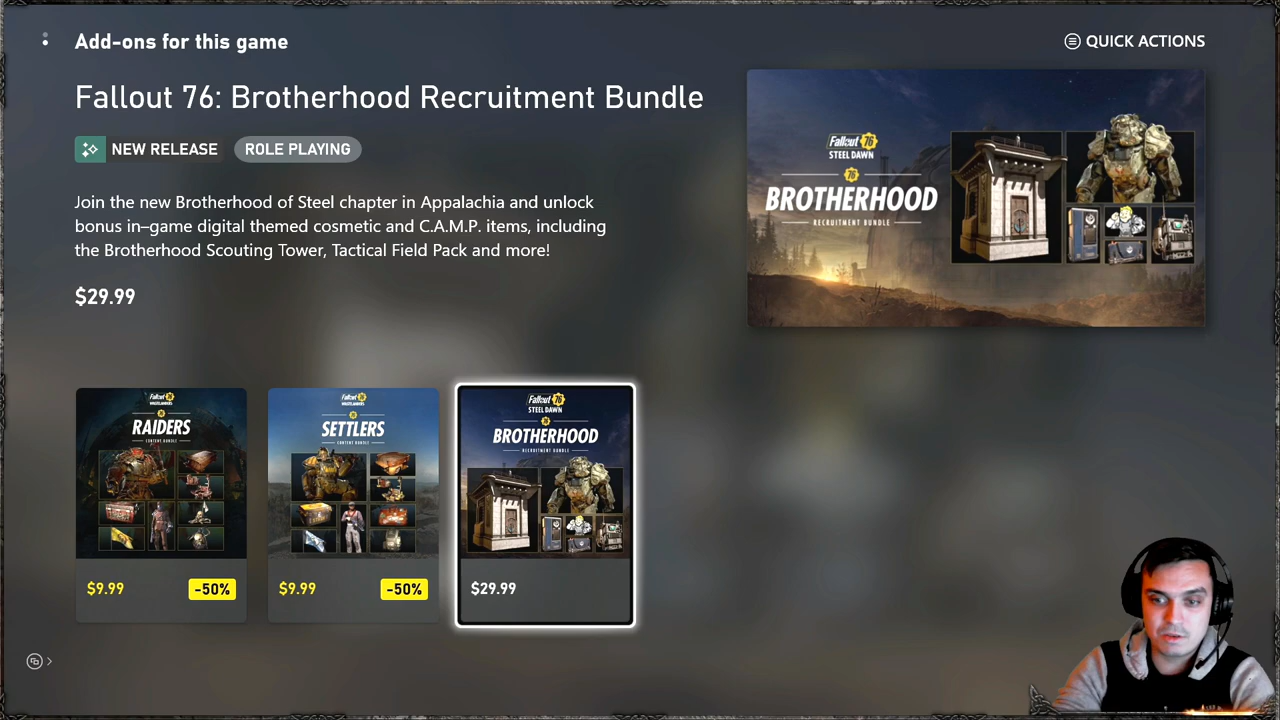 Add-ons for this game
QUICK ACTIONS
Fallout 76: Brotherhood Recruitment Bundle
NEW RELEASE
ROLE PLAYING
Join the new Brotherhood of Steel chapter in Appalachia and unlock
bonus in–game digital themed cosmetic and C.A.M.P. items, including
the Brotherhood Scouting Tower, Tactical Field Pack and more!
$29.99
Fallout 76
STEEL DAWN
76
BROTHERHOOD
RECRUITMENT BUNDLE
Fallout 76
WASTELANDERS
RAIDERS
CONTENT BUNDLE
$9.99
-50%
Fallout 76
WASTELANDERS
SETTLERS
CONTENT BUNDLE
$9.99
-50%
Fallout 76
STEEL DAWN
BROTHERHOOD
RECRUITMENT BUNDLE
$29.99